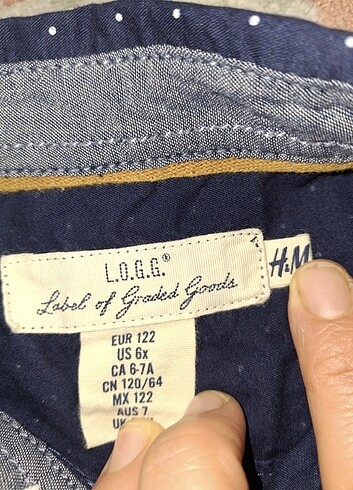 L.O.G.G.®
Label of Graded Goods
H&M
EUR 122
US 6x
CA 6-7A
CN 120/64
MX 122
AUS 7